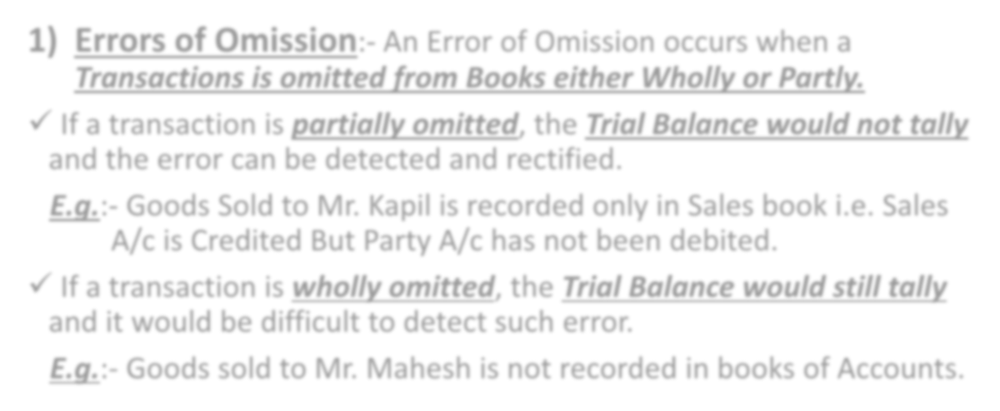 1) Errors of Omission:- An Error of Omission occurs when a
Transactions is omitted from Books either Wholly or Partly.
✓ If a transaction is partially omitted, the Trial Balance would not tally
and the error can be detected and rectified.
E.g.:- Goods Sold to Mr. Kapil is recorded only in Sales book i.e. Sales
A/c is Credited But Party A/c has not been debited.
✓ If a transaction is wholly omitted, the Trial Balance would still tally
and it would be difficult to detect such error.
E.g.:- Goods sold to Mr. Mahesh is not recorded in books of Accounts.